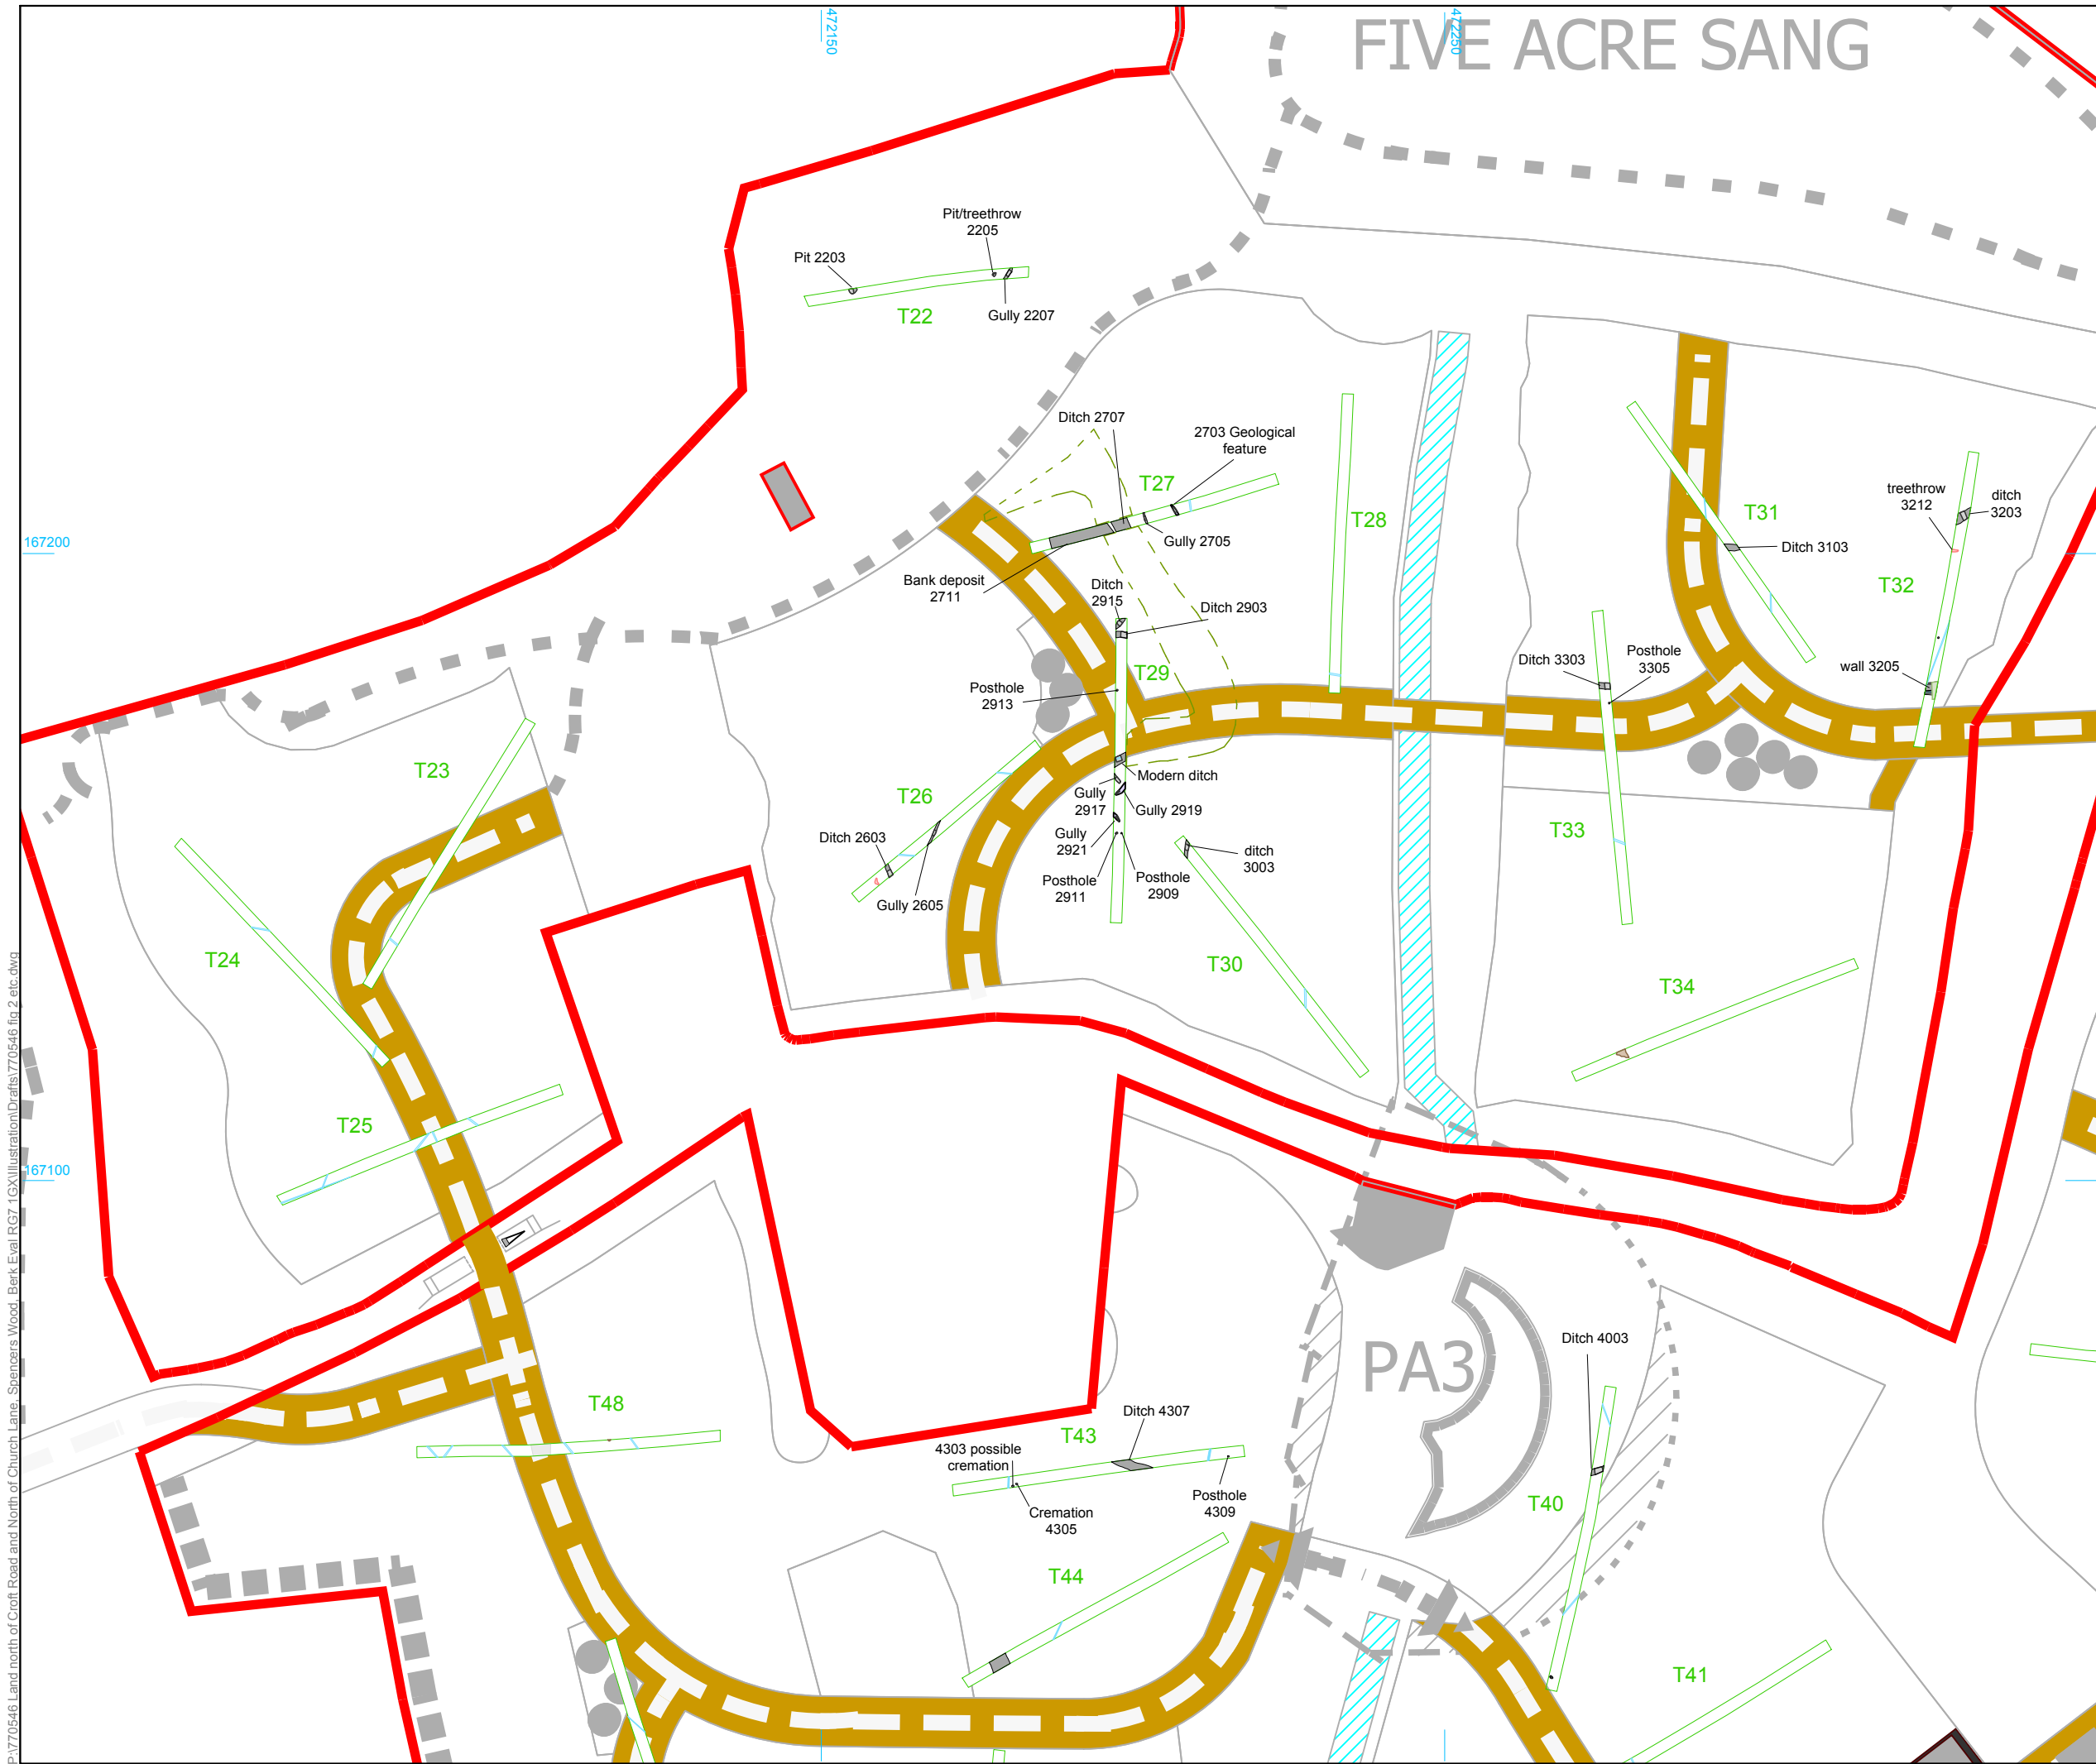 472150
472250
FIVE ACRE SANG
Pit/treethrow
2205
Pit 2203
Gully 2207
T22
Ditch 2707
2703 Geological
feature
T27
T28
Gully 2705
Bank deposit
2711
Ditch
2915
Ditch 2903
T29
Posthole
2913
Modern ditch
Gully
2917
Gully 2919
Gully
2921
Posthole
2911
Posthole
2909
ditch
3003
T30
T26
Ditch 2603
Gully 2605
T31
Ditch 3103
treethrow
3212
ditch
3203
T32
wall 3205
Ditch 3303
Posthole
3305
T33
T34
167200
T23
T24
T25
167100
T48
T43
Ditch 4307
4303 possible
cremation
Cremation
4305
Posthole
4309
T44
PA3
Ditch 4003
T40
T41
P:\770546 Land north of Croft Road and North of Church Lane, Spencers Wood, Berk Eval RG7 1GX\Illustration\Drafts\770546 fig 2 etc.dwg